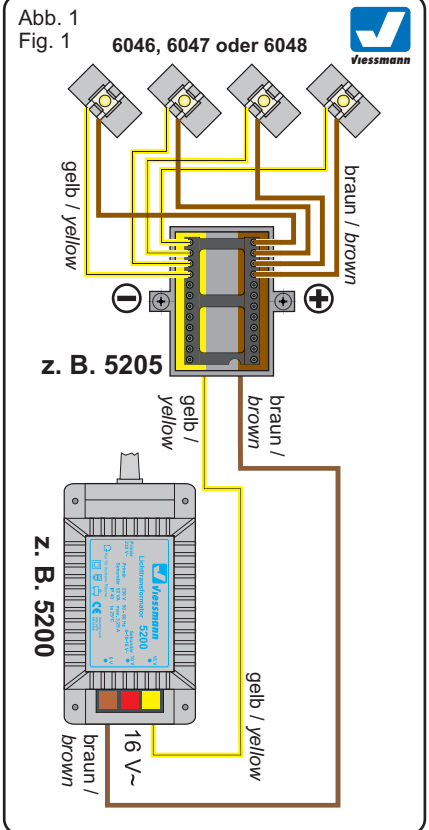 Abb. 1
Fig. 1
6046, 6047 oder 6048
viessmann
gelb / yellow
braun / brown
z. B. 5205
gelb /
yellow
braun /
brown
z. B. 5200
viessmann
Lichttransformator 5200
gelb / yellow
16 V~
braun /
brown